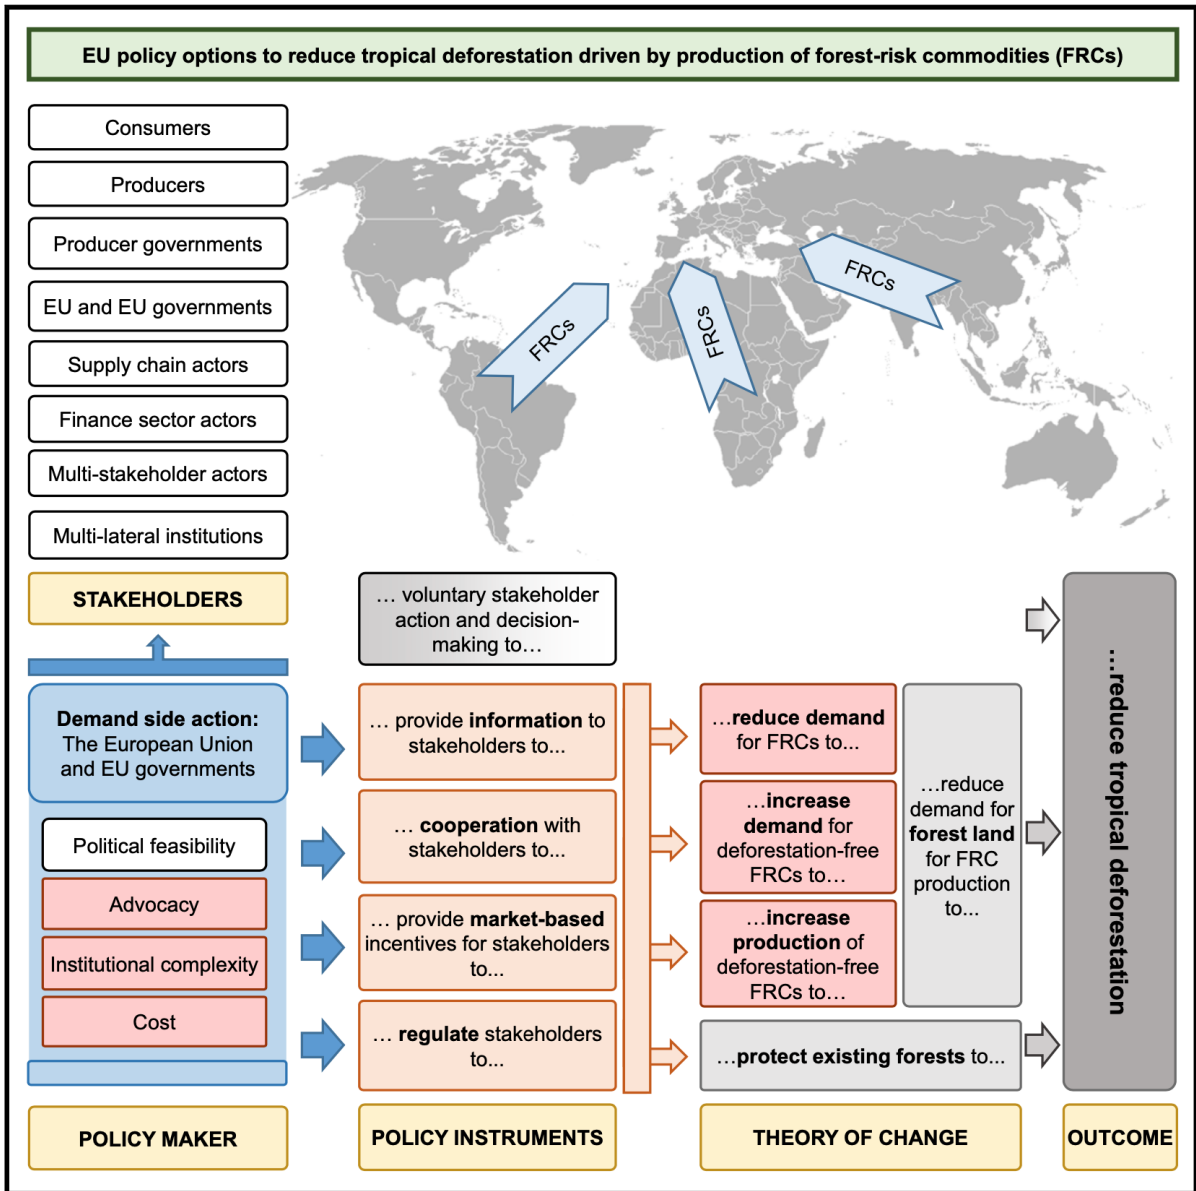 EU policy options to reduce tropical deforestation driven by production of forest-risk commodities (FRCs)
Consumers
Producers
Producer governments
EU and EU governments
Supply chain actors
Finance sector actors
Multi-stakeholder actors
Multi-lateral institutions
STAKEHOLDERS
FRCs
FRCs
FRCs
… voluntary stakeholder
action and decision-
making to…
Demand side action:
The European Union
and EU governments
Political feasibility
Advocacy
Institutional complexity
Cost
POLICY MAKER
… provide information to
stakeholders to...
… cooperation with
stakeholders to...
… provide market-based
incentives for stakeholders
to...
… regulate stakeholders
to...
POLICY INSTRUMENTS
…reduce demand
for FRCs to...
…increase
demand for
deforestation-free
FRCs to…
…increase
production of
deforestation-free
FRCs to…
…reduce
demand for
forest land
for FRC
production
to...
…protect existing forests to...
THEORY OF CHANGE
…reduce tropical deforestation
OUTCOME